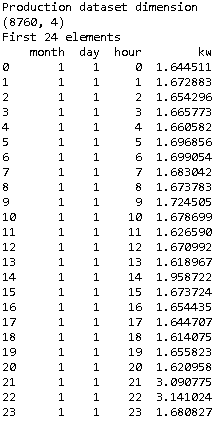 Production dataset dimension
(8760, 4)
First 24 elements
month day hour kw
0 1 1 0 1.644511
1 1 1 1 1.672883
2 1 1 2 1.654296
3 1 1 3 1.665773
4 1 1 4 1.660582
5 1 1 5 1.696856
6 1 1 6 1.699054
7 1 1 7 1.683042
8 1 1 8 1.673783
9 1 1 9 1.724505
10 1 1 10 1.678699
11 1 1 11 1.626590
12 1 1 12 1.670992
13 1 1 13 1.618967
14 1 1 14 1.958722
15 1 1 15 1.673724
16 1 1 16 1.654435
17 1 1 17 1.644707
18 1 1 18 1.614075
19 1 1 19 1.655823
20 1 1 20 1.620958
21 1 1 21 3.090775
22 1 1 22 3.141024
23 1 1 23 1.680827